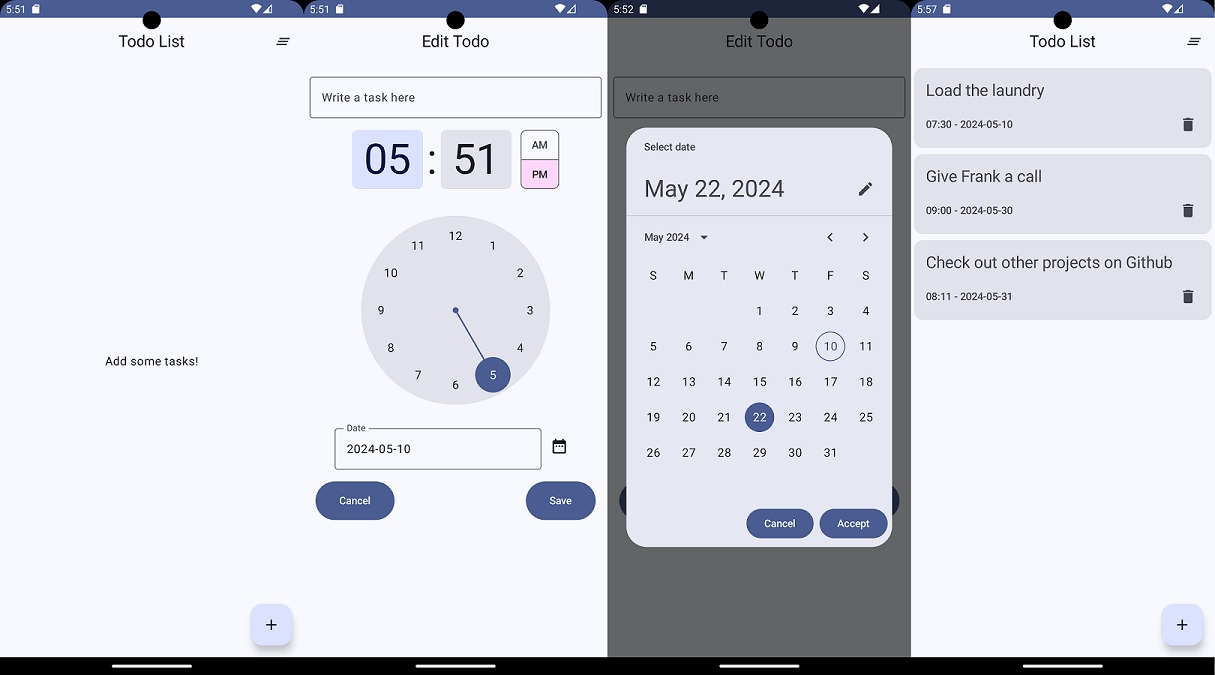 5:51
Todo List
Add some tasks!
+
5:51
Edit Todo
Write a task here
05 : 51
AM
PM
12
11 1
10 2
9 3
8 4
7 5
6
Date
2024-05-10
Cancel Save
5:52
Edit Todo
Write a task here
Select date
May 22, 2024
May 2024
S M T W T F S
1 2 3 4
5 6 7 8 9 10 11
12 13 14 15 16 17 18
19 20 21 22 23 24 25
26 27 28 29 30 31
Cancel Accept
5:57
Todo List
Load the laundry
07:30 - 2024-05-10
Give Frank a call
09:00 - 2024-05-30
Check out other projects on Github
08:11 - 2024-05-31
+